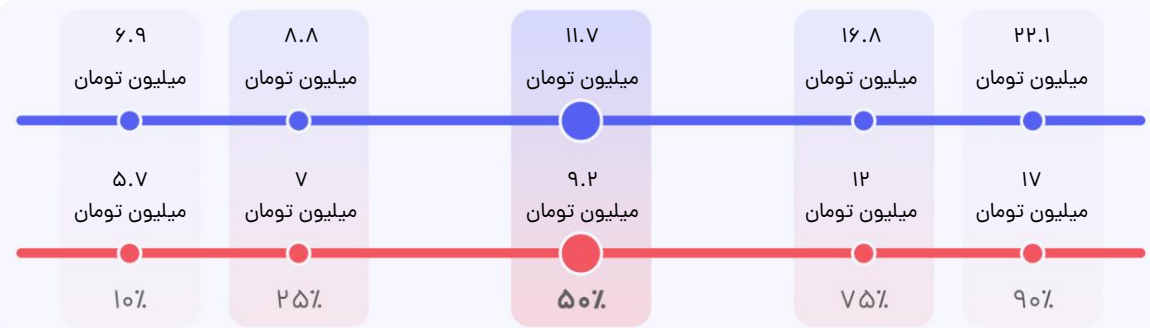 ۶.۹ ۸.۸ ۱۱.۷ ۱۶.۸ ۲۲.۱
میلیون تومان میلیون تومان میلیون تومان میلیون تومان میلیون تومان
۵.۷ ۷ ۹.۲ ۱۲ ۱۷
میلیون تومان میلیون تومان میلیون تومان میلیون تومان میلیون تومان
۱۰٪ ۲۵٪ ۵۰٪ ۷۵٪ ۹۰٪